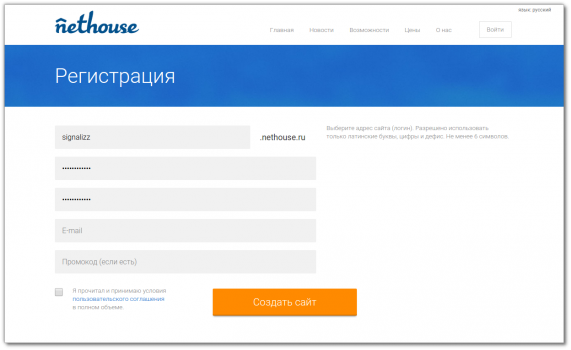 язык: русский
nethouse
Главная Новости Возможности Цены О нас Войти
Регистрация
signalizz .nethouse.ru
Выберите адрес сайта (логин). Разрешено использовать
только латинские буквы, цифры и дефис. Не менее 6 символов.
••••••••••••
••••••••••••
E-mail
Промокод (если есть)
Я прочитал и принимаю условия
пользовательского соглашения
в полном объеме
Создать сайт